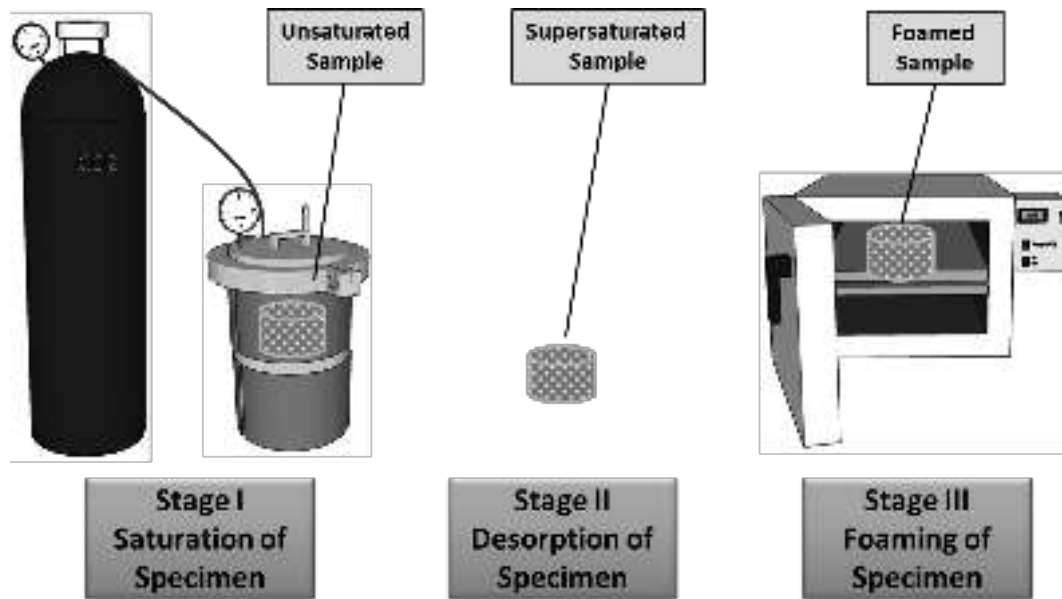 Unsaturated
Sample
Supersaturated
Sample
Foamed
Sample
Stage I
Saturation of
Specimen
Stage II
Desorption of
Specimen
Stage III
Foaming of
Specimen